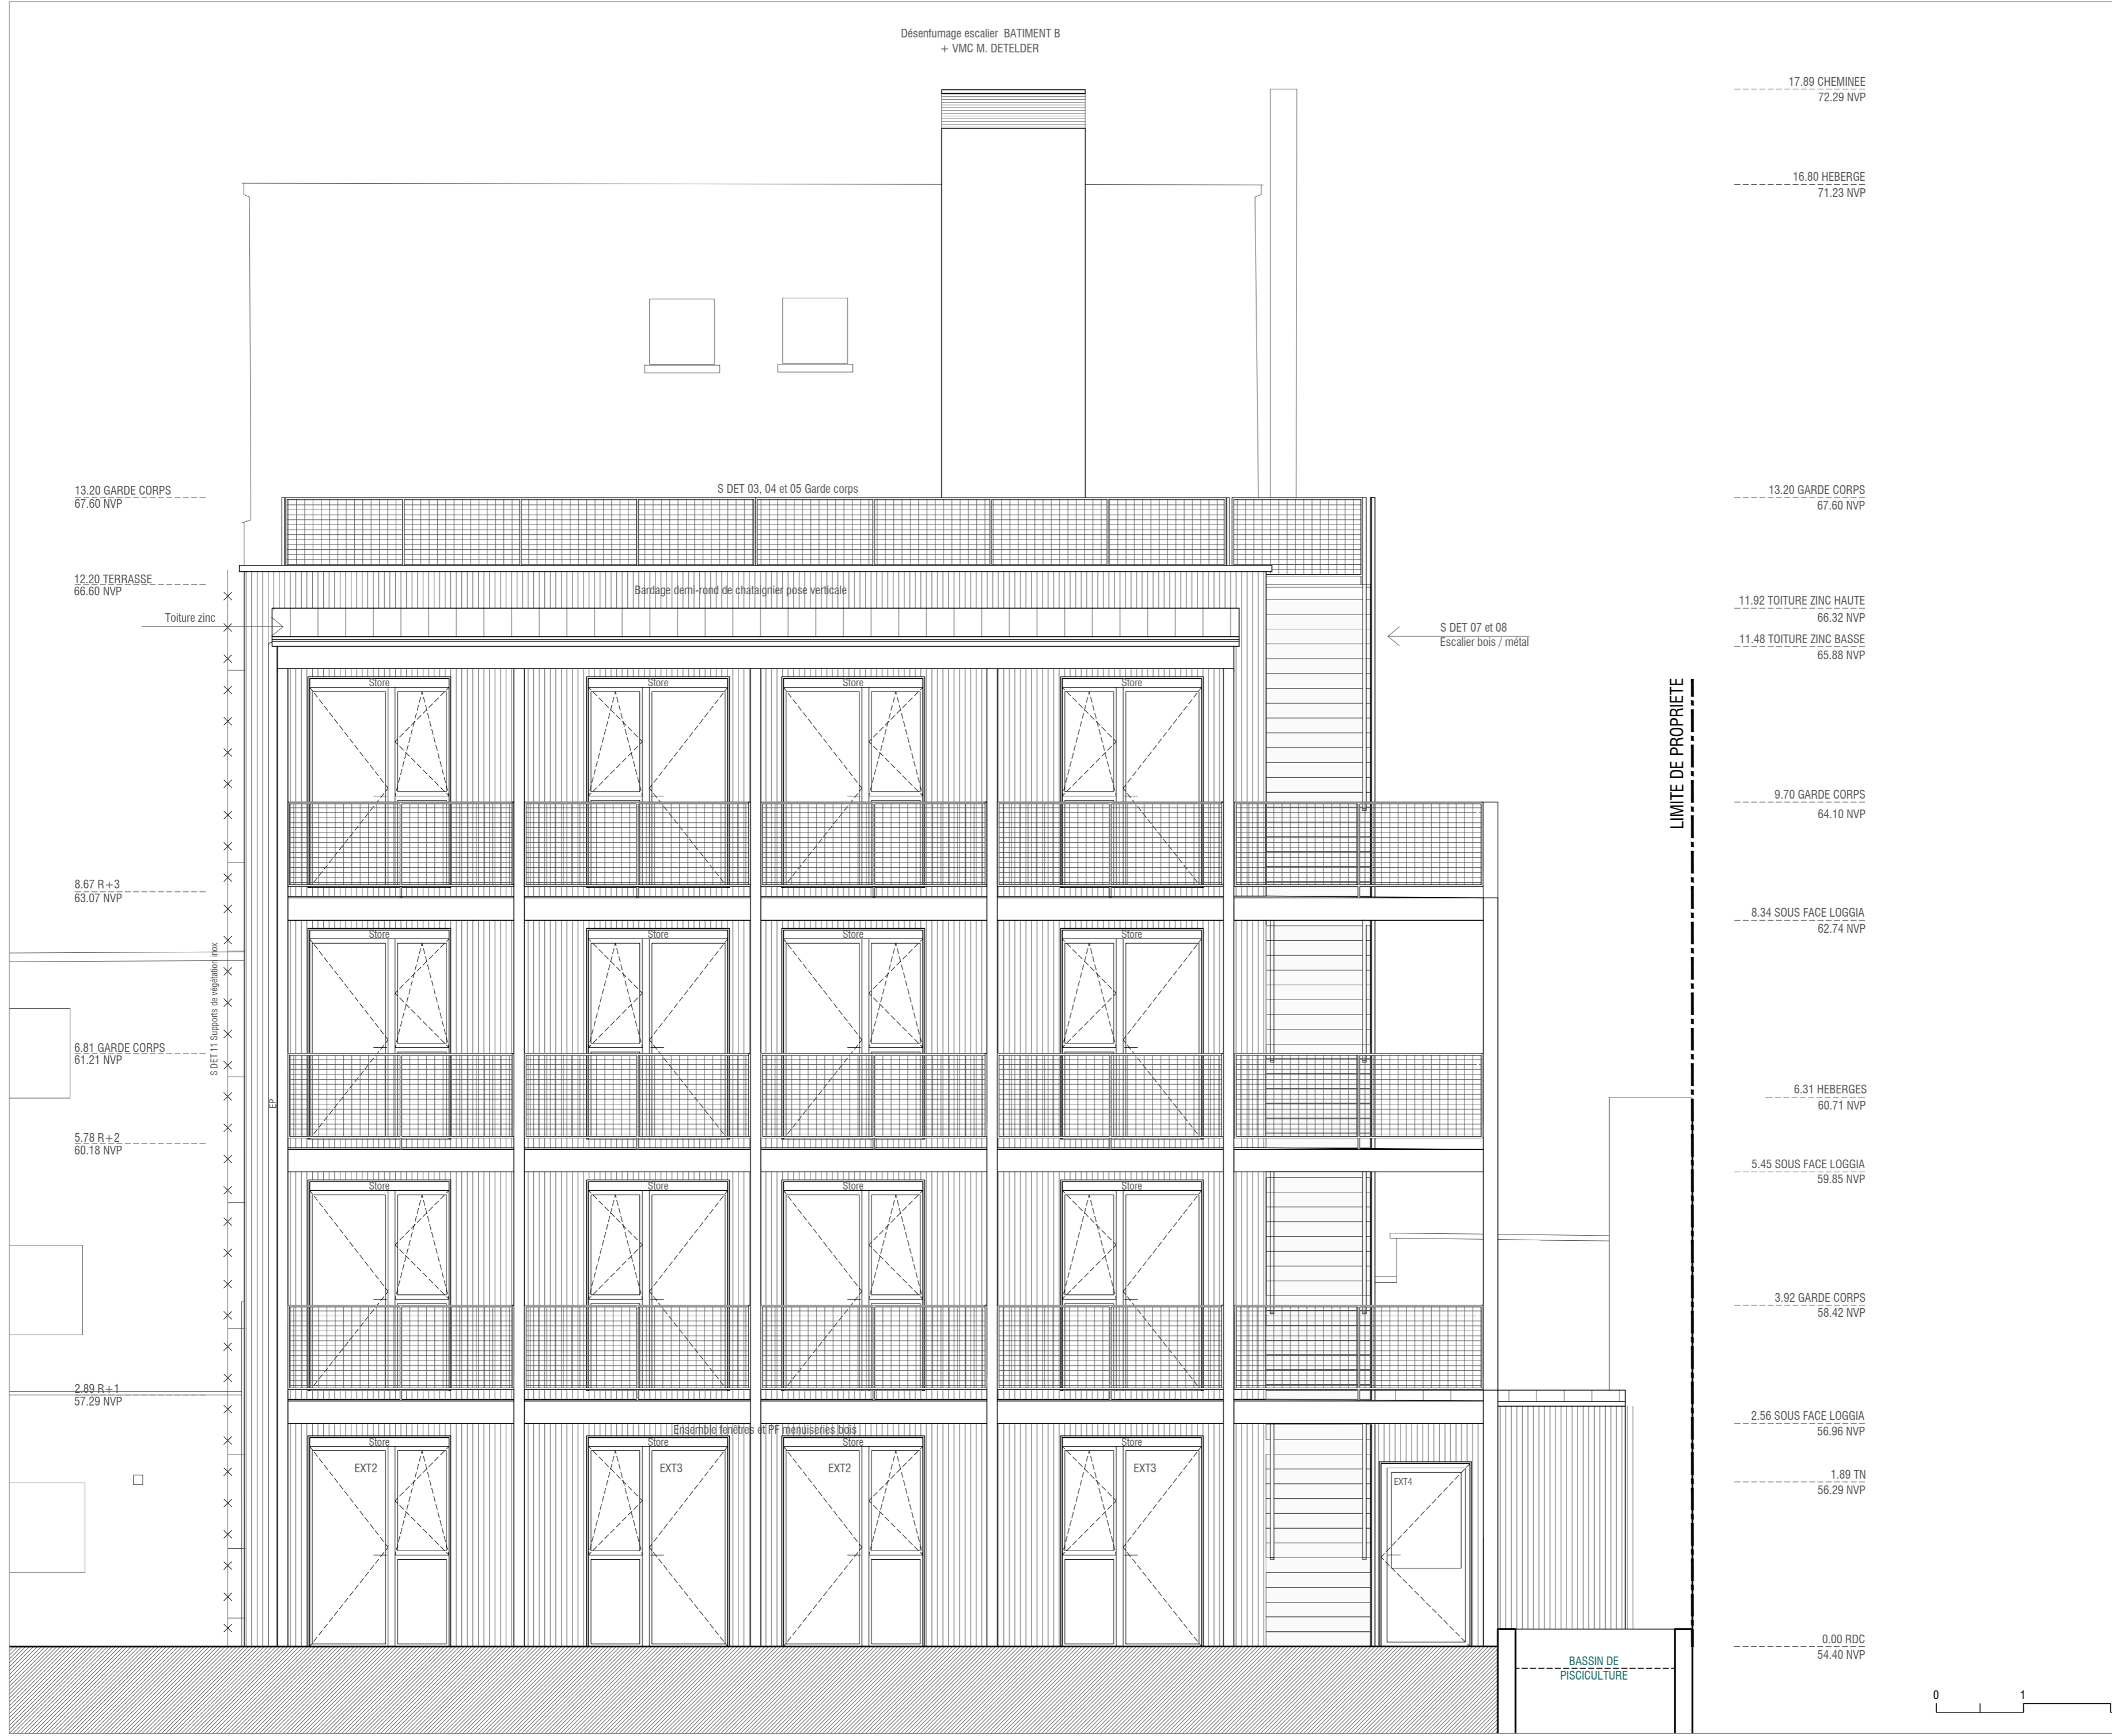 Désenfumage escalier BATIMENT B
+ VMC M. DETELDER
17.89 CHEMINEE
72.29 NVP
16.80 HEBERGE
71.23 NVP
13.20 GARDE CORPS
67.60 NVP
S DET 03, 04 et 05 Garde corps
13.20 GARDE CORPS
67.60 NVP
12.20 TERRASSE
66.60 NVP
Bardage demi-rond de chataignier pose verticale
Toiture zinc
11.92 TOITURE ZINC HAUTE
66.32 NVP
S DET 07 et 08
Escalier bois / métal
11.48 TOITURE ZINC BASSE
65.88 NVP
Store
Store
Store
Store
LIMITE DE PROPRIETE
9.70 GARDE CORPS
64.10 NVP
8.67 R+3
63.07 NVP
8.34 SOUS FACE LOGGIA
62.74 NVP
Store
Store
Store
Store
S DET 11 Supports de végétation inox
6.81 GARDE CORPS
61.21 NVP
EP
6.31 HEBERGES
60.71 NVP
5.78 R+2
60.18 NVP
5.45 SOUS FACE LOGGIA
59.85 NVP
Store
Store
Store
Store
3.92 GARDE CORPS
58.42 NVP
2.89 R+1
57.29 NVP
2.56 SOUS FACE LOGGIA
56.96 NVP
Ensemble fenêtres et PF menuiseries bois
Store
Store
Store
Store
EXT2
EXT3
EXT2
EXT3
EXT4
1.89 TN
56.29 NVP
0.00 RDC
54.40 NVP
BASSIN DE
PISCICULTURE
0 1